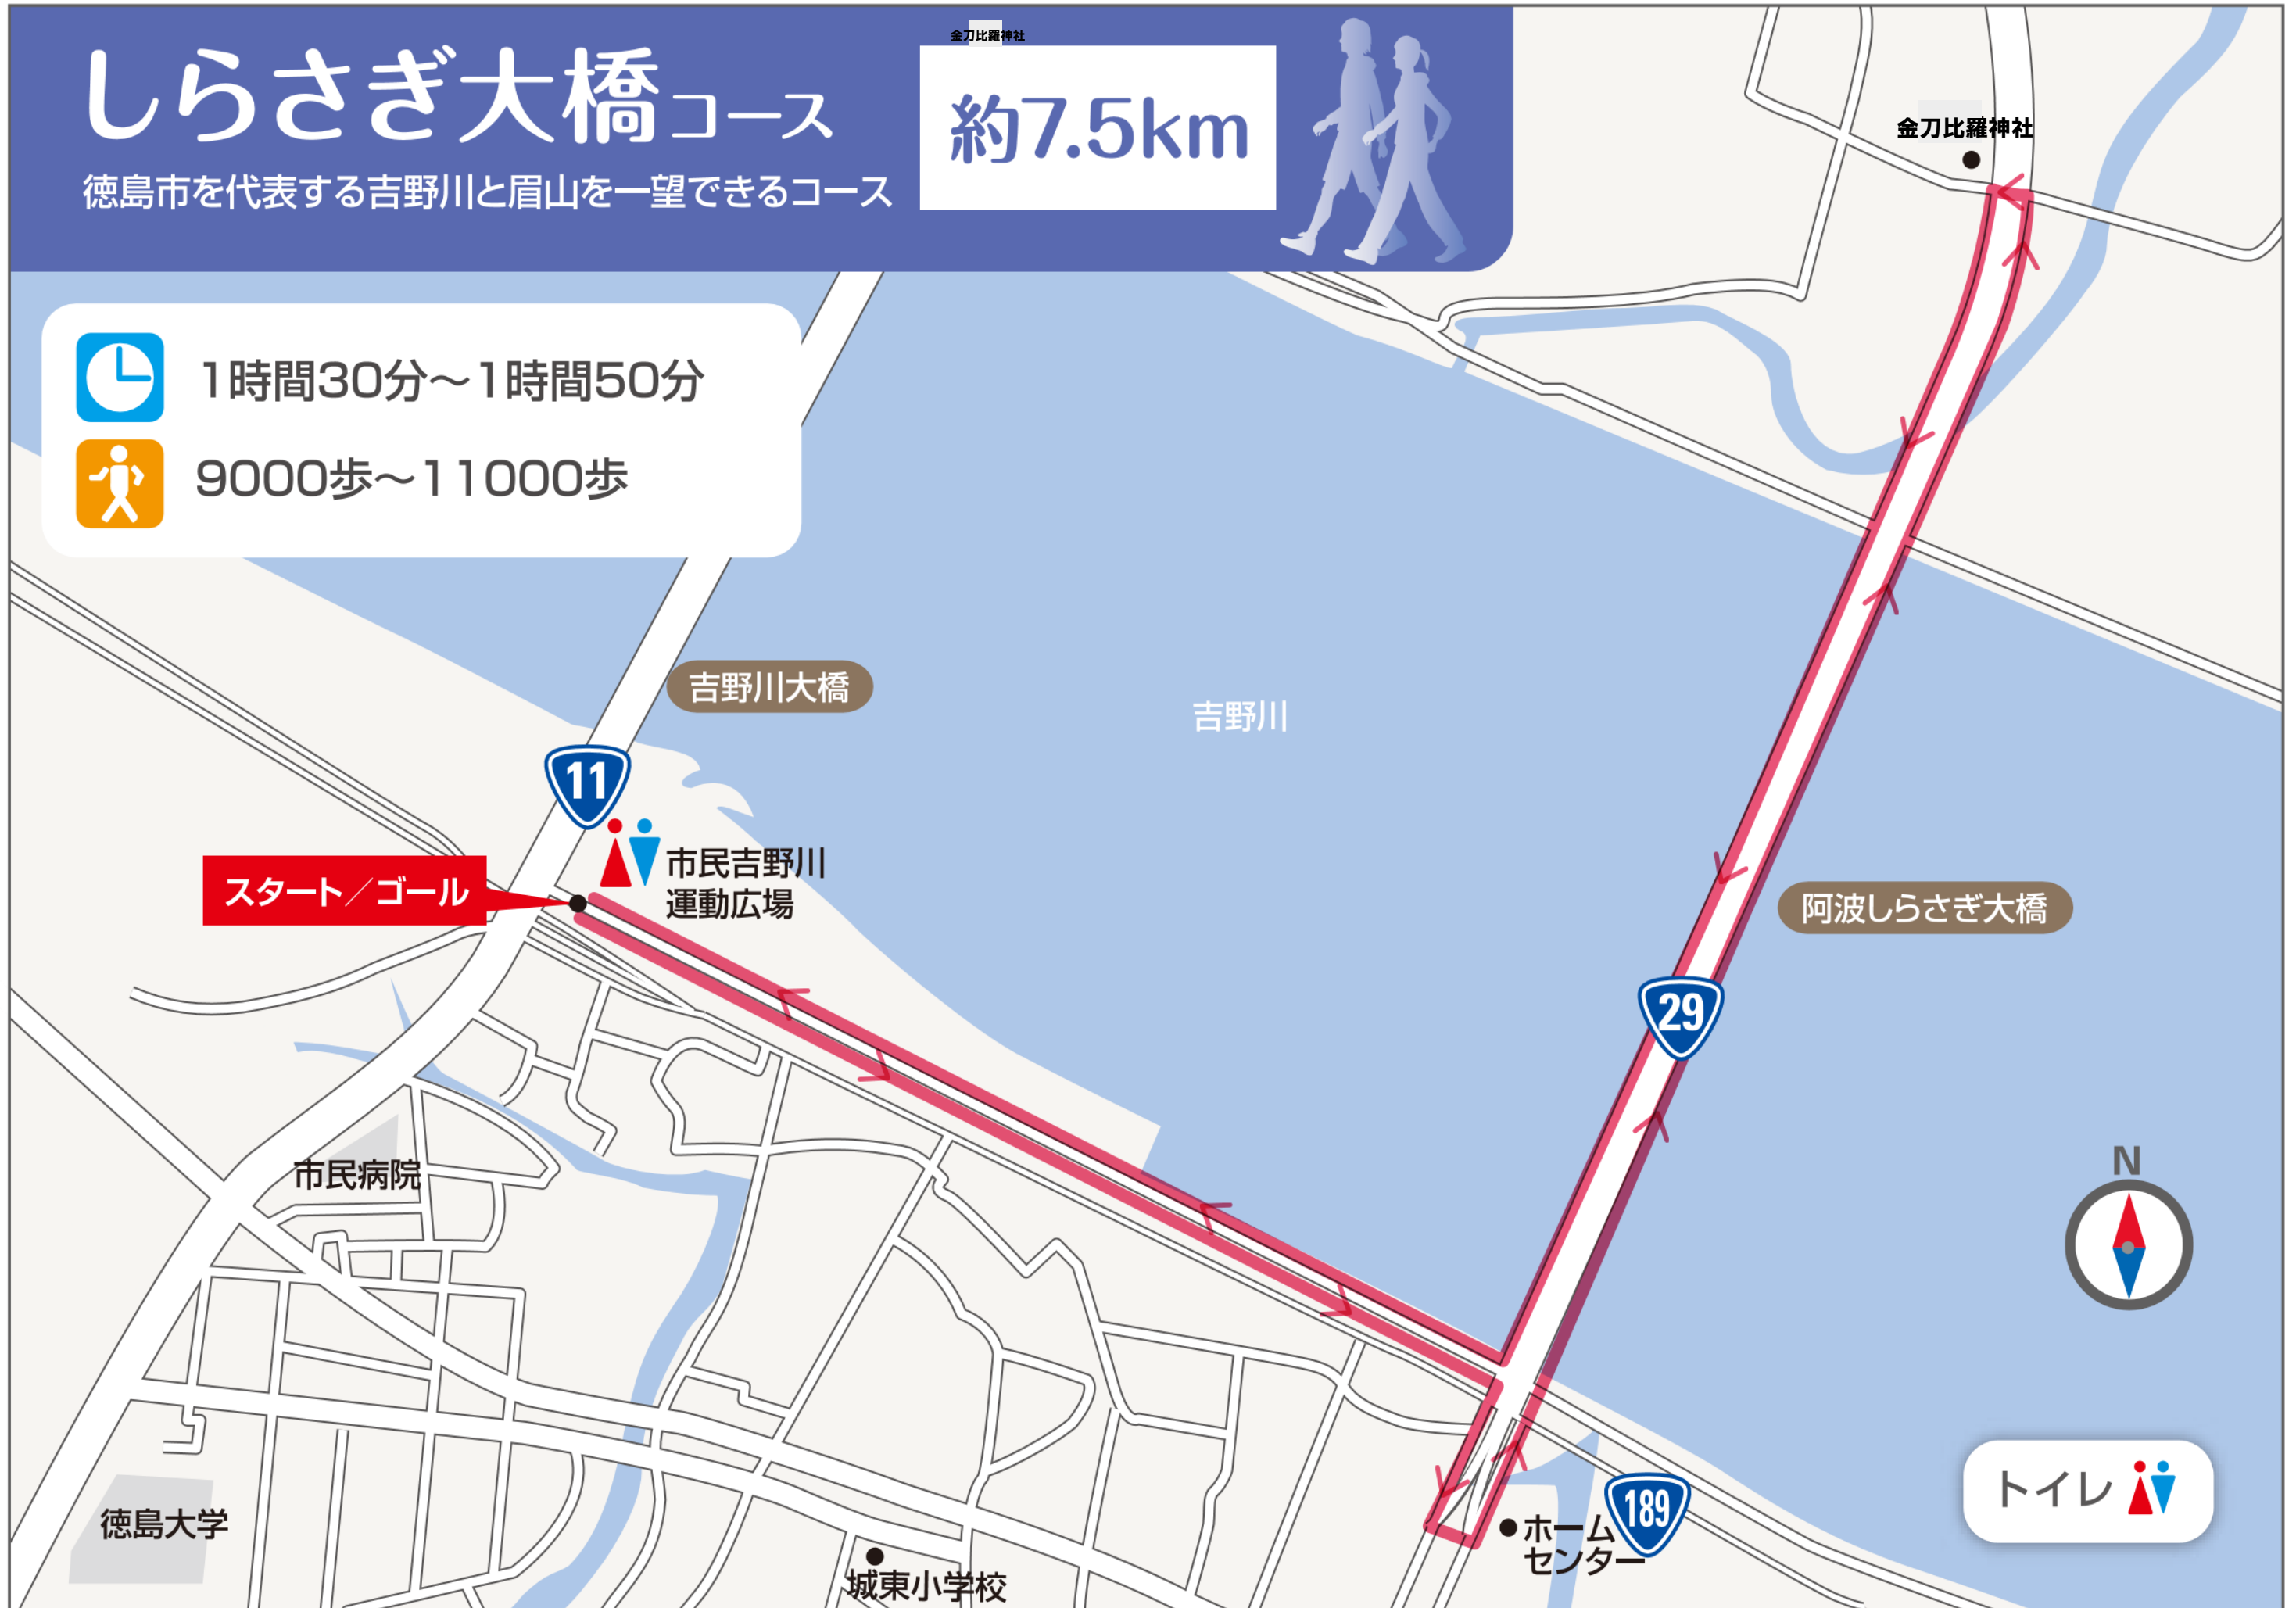 しらさぎ大橋コース
徳島市を代表する吉野川と眉山を一望できるコース
金刀比羅神社
約7.5km
金刀比羅神社
1時間30分～1時間50分
9000歩～11000歩
吉野川大橋
吉野川
11
市民吉野川
運動広場
スタート／ゴール
阿波しらさぎ大橋
29
N
市民病院
徳島大学
城東小学校
189
ホーム
センター
トイレ